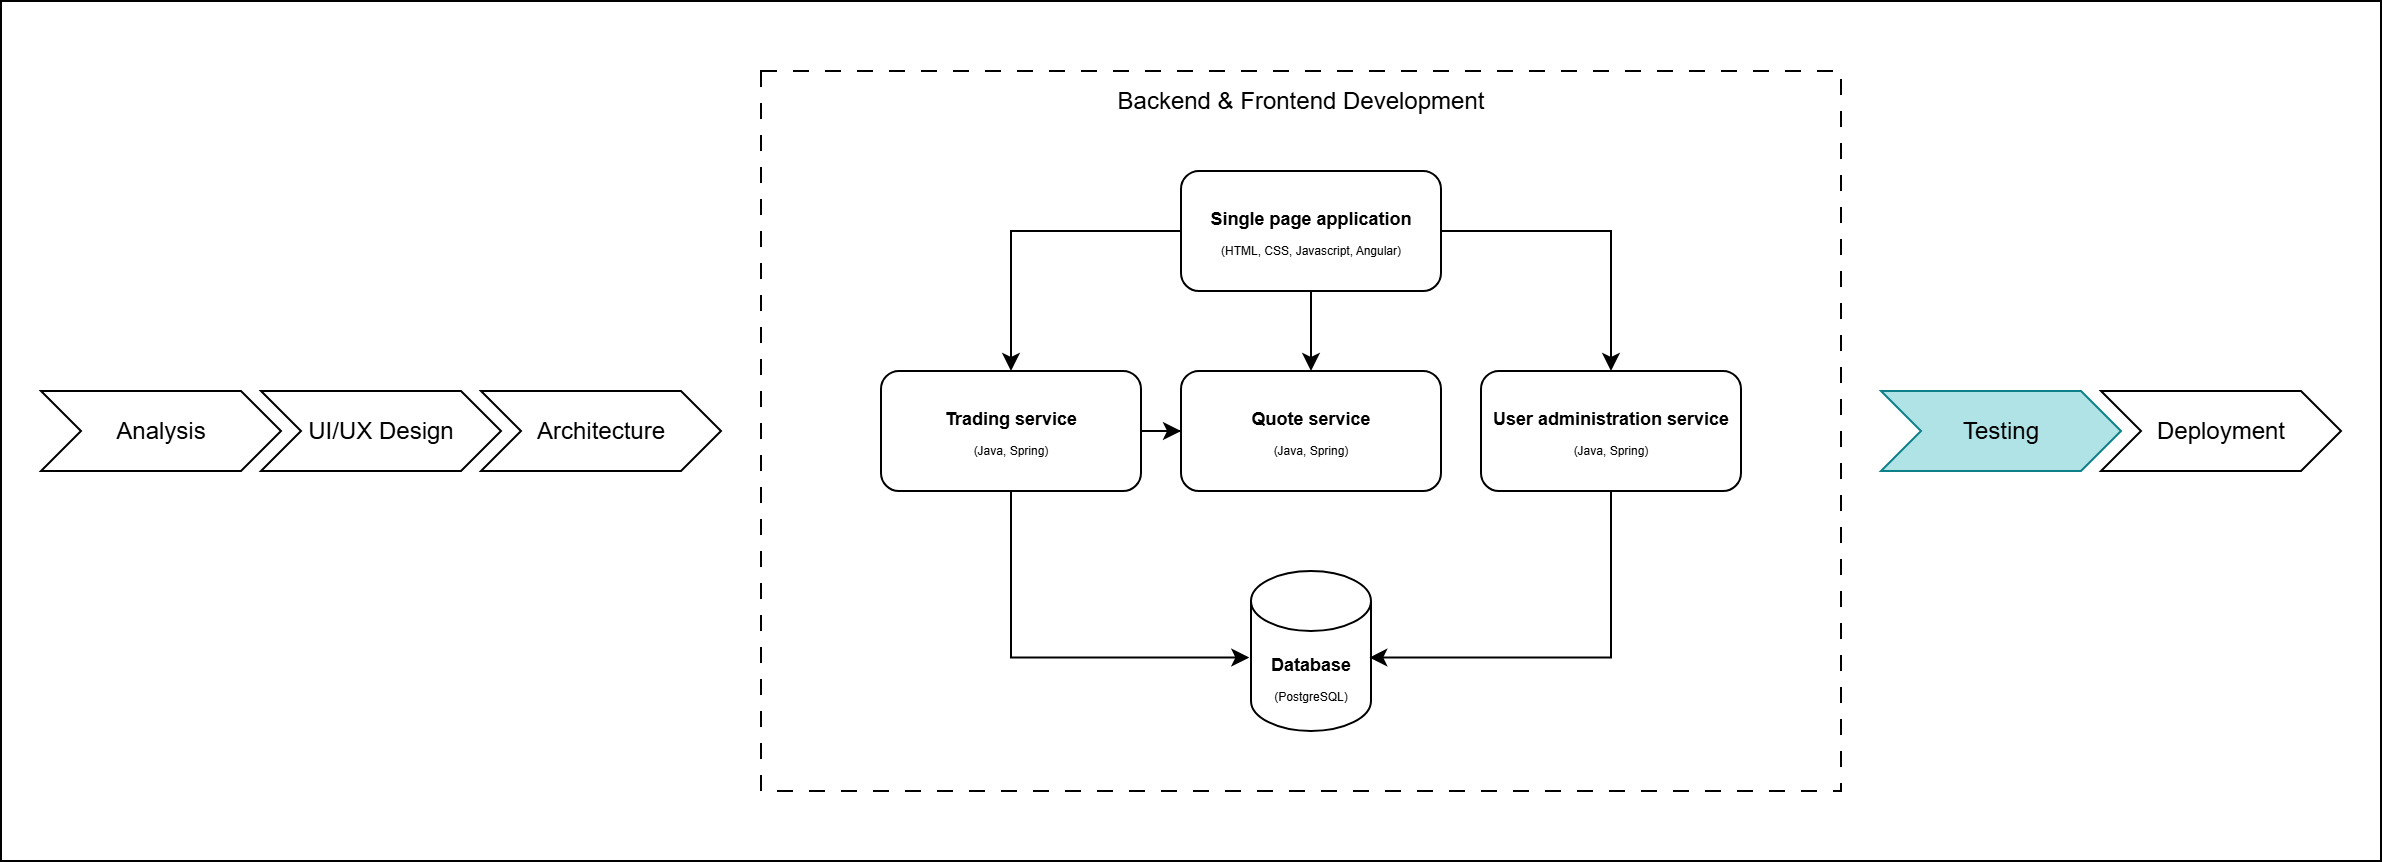 Backend & Frontend Development
Single page application
(HTML, CSS, Javascript, Angular)
Analysis
UI/UX Design
Architecture
Trading service
(Java, Spring)
Quote service
(Java, Spring)
User administration service
(Java, Spring)
Testing
Deployment
Database
(PostgreSQL)